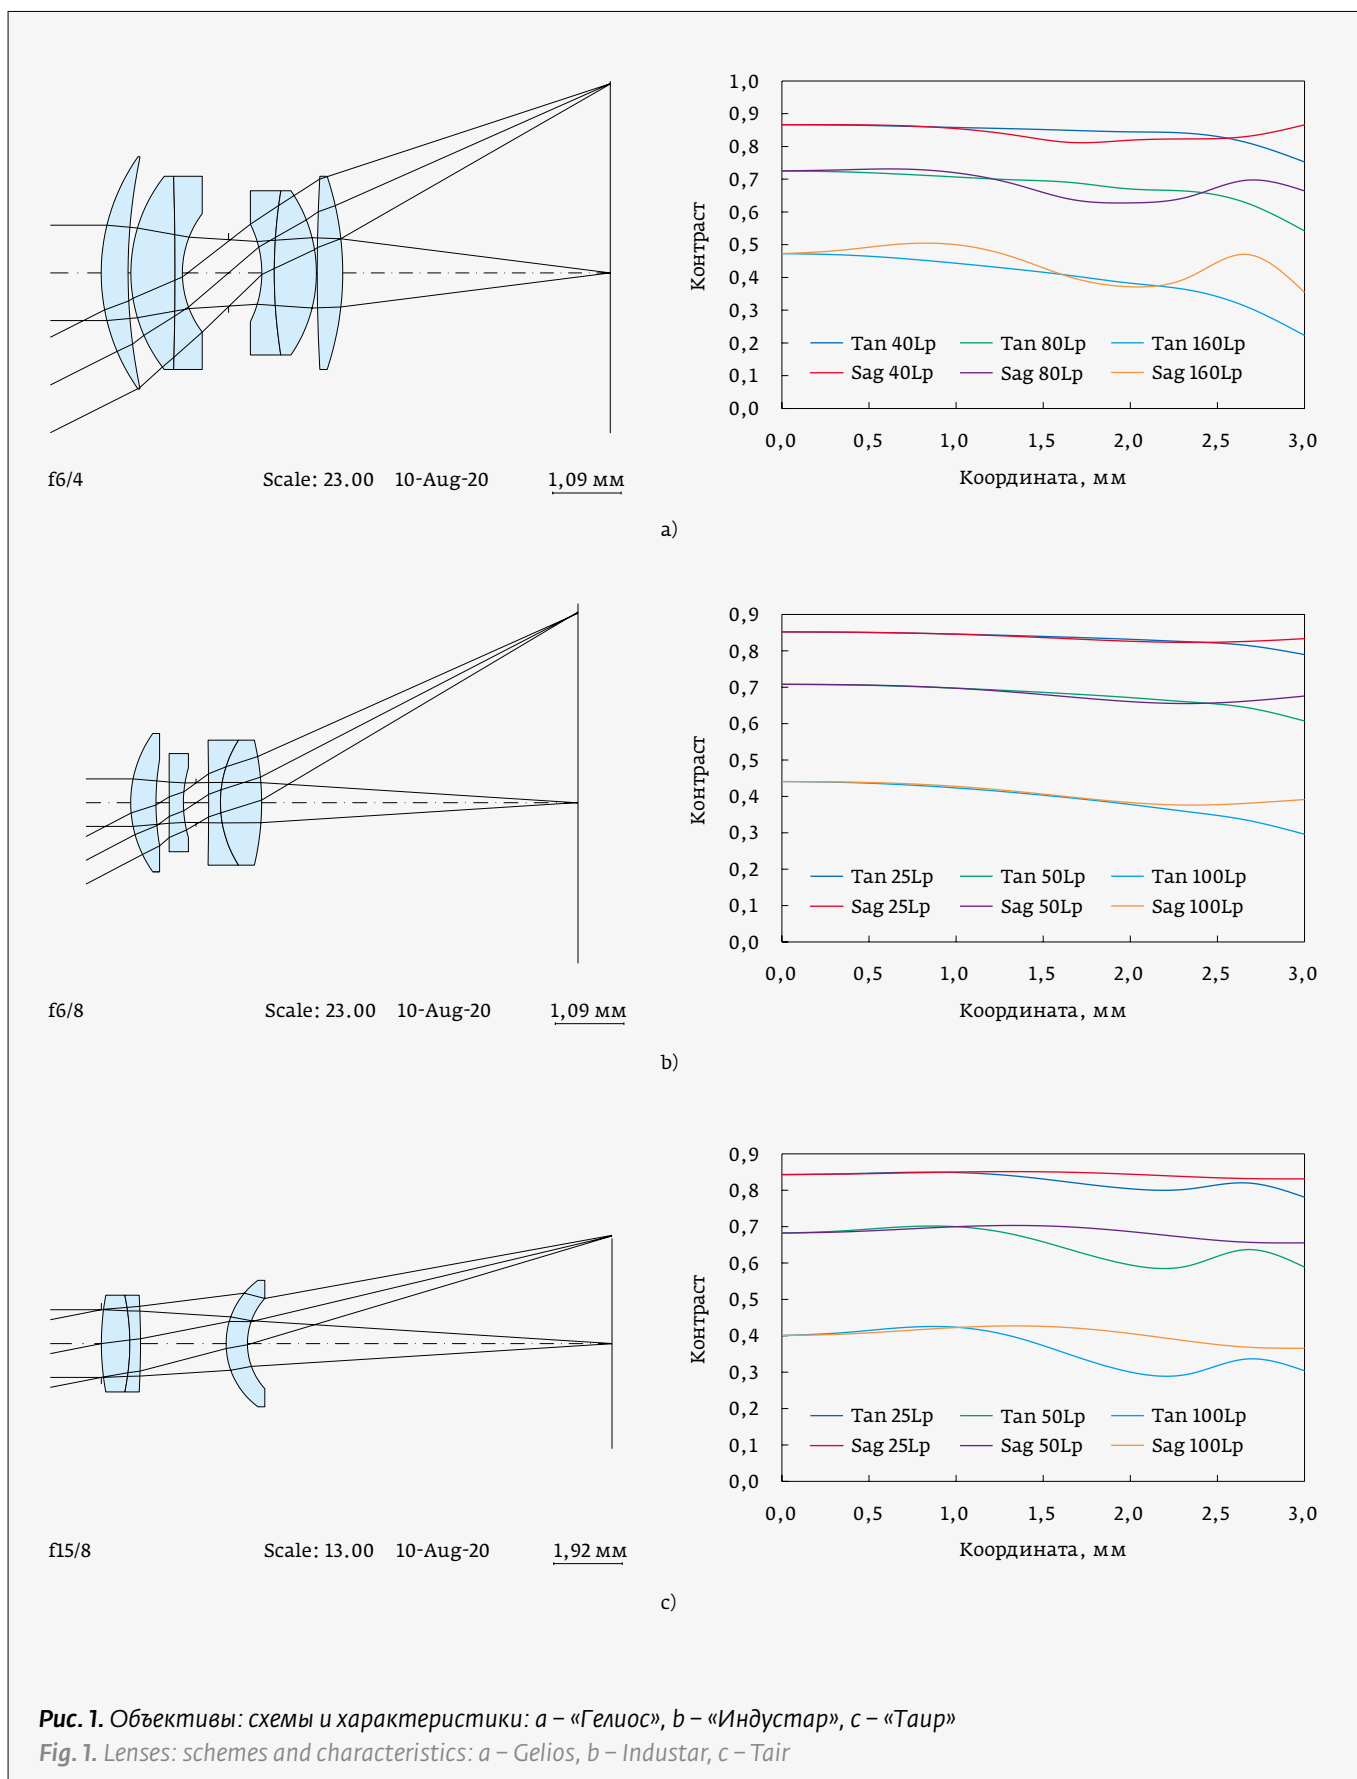 1,0
0,9
0,8
0,7
0,6
0,5
0,4
0,3
0,2
0,1
0,0
Контраст
Tan 40Lp Tan 80Lp Tan 160Lp
Sag 40Lp Sag 80Lp Sag 160Lp
0,0 0,5 1,0 1,5 2,0 2,5 3,0
Координата, мм
f6/4 Scale: 23.00 10-Aug-20 1,09 мм
a)
0,9
0,8
0,7
0,6
0,5
0,4
0,3
0,2
0,1
0,0
Контраст
Tan 25Lp Tan 50Lp Tan 100Lp
Sag 25Lp Sag 50Lp Sag 100Lp
0,0 0,5 1,0 1,5 2,0 2,5 3,0
Координата, мм
f6/8 Scale: 23.00 10-Aug-20 1,09 мм
b)
0,9
0,8
0,7
0,6
0,5
0,4
0,3
0,2
0,1
0,0
Контраст
Tan 25Lp Tan 50Lp Tan 100Lp
Sag 25Lp Sag 50Lp Sag 100Lp
0,0 0,5 1,0 1,5 2,0 2,5 3,0
Координата, мм
f15/8 Scale: 13.00 10-Aug-20 1,92 мм
c)
Рис. 1. Объективы: схемы и характеристики: a – «Гелиос», b – «Индустар», c – «Таир»
Fig. 1. Lenses: schemes and characteristics: a – Gelios, b – Industar, c – Tair